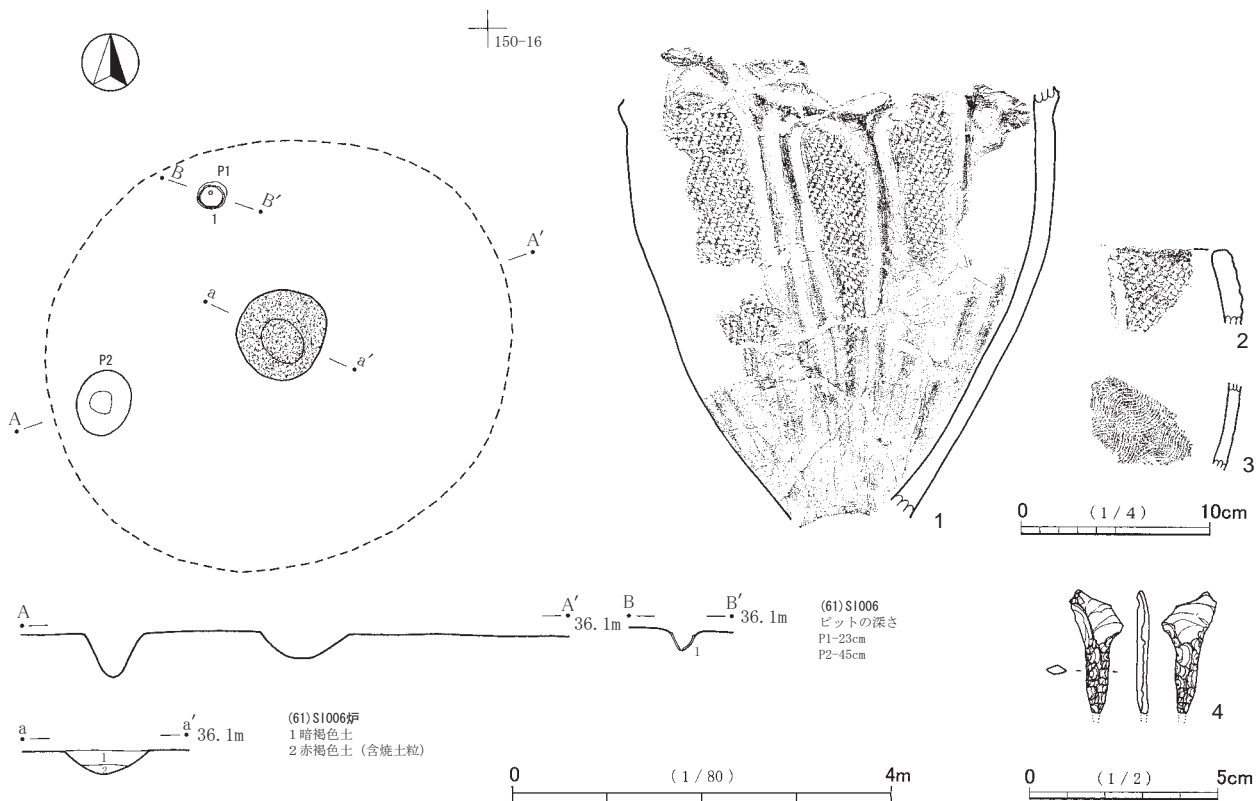 150-16
B
P1
B′
1
A′
a
a′
P2
A
1
2
3
0 (1/4) 10cm
A
A′ 36.1m
B
B′ 36.1m
1
(61)SI006
ピットの深さ
P1-23cm
P2-45cm
4
a
a′ 36.1m
1
2
(61)SI006炉
1 暗褐色土
2 赤褐色土 (含焼土粒)
0 (1/80) 4m
0 (1/2) 5cm